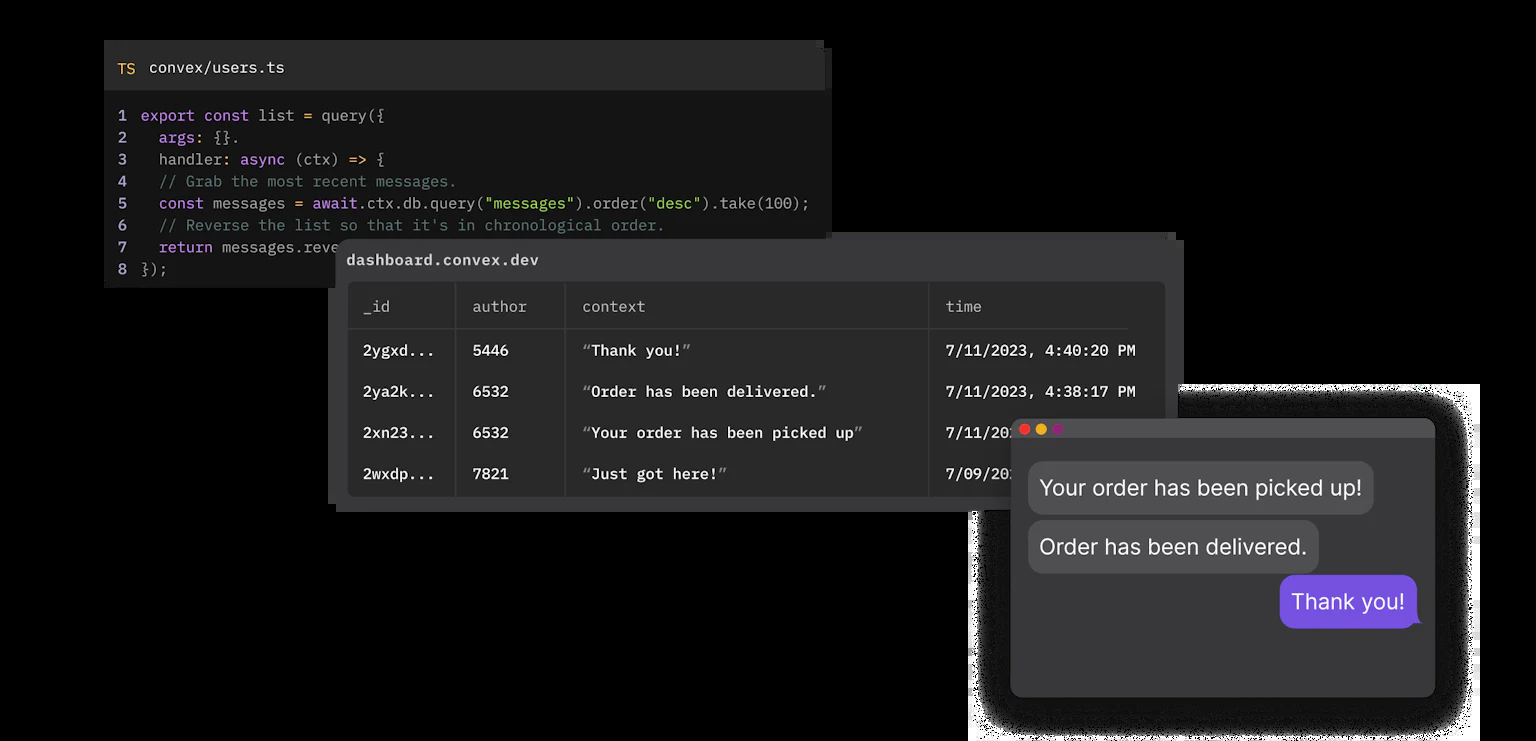 TS convex/users.ts
1 export const list = query({
2 args: {}.
3 handler: async (ctx) => {
4 // Grab the most recent messages.
5 const messages = await.ctx.db.query("messages").order("desc").take(100);
6 // Reverse the list so that it's in chronological order.
7 return messages.reve
8 });
dashboard.convex.dev
_id author context time
2ygxd... 5446 “Thank you!” 7/11/2023, 4:40:20 PM
2ya2k... 6532 “Order has been delivered.” 7/11/2023, 4:38:17 PM
2xn23... 6532 “Your order has been picked up” 7/11/20
2wxdp... 7821 “Just got here!” 7/09/20
Your order has been picked up!
Order has been delivered.
Thank you!